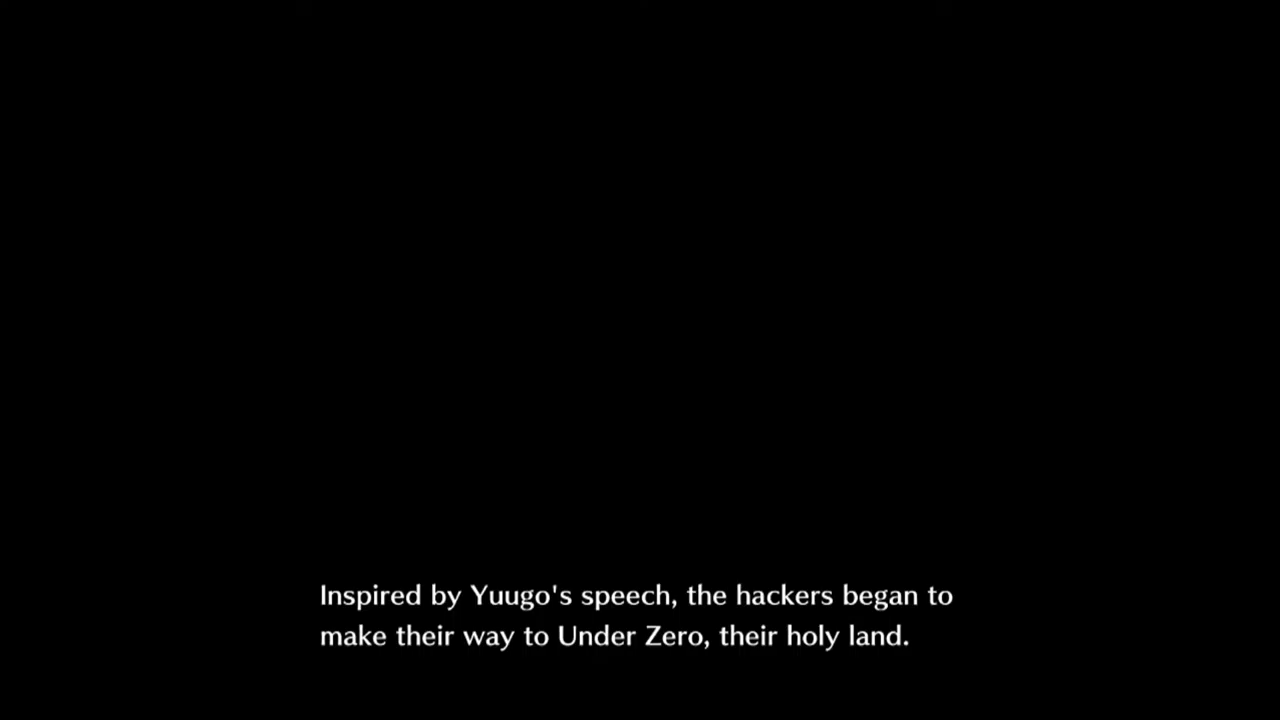 Inspired by Yuugo's speech, the hackers began to
make their way to Under Zero, their holy land.